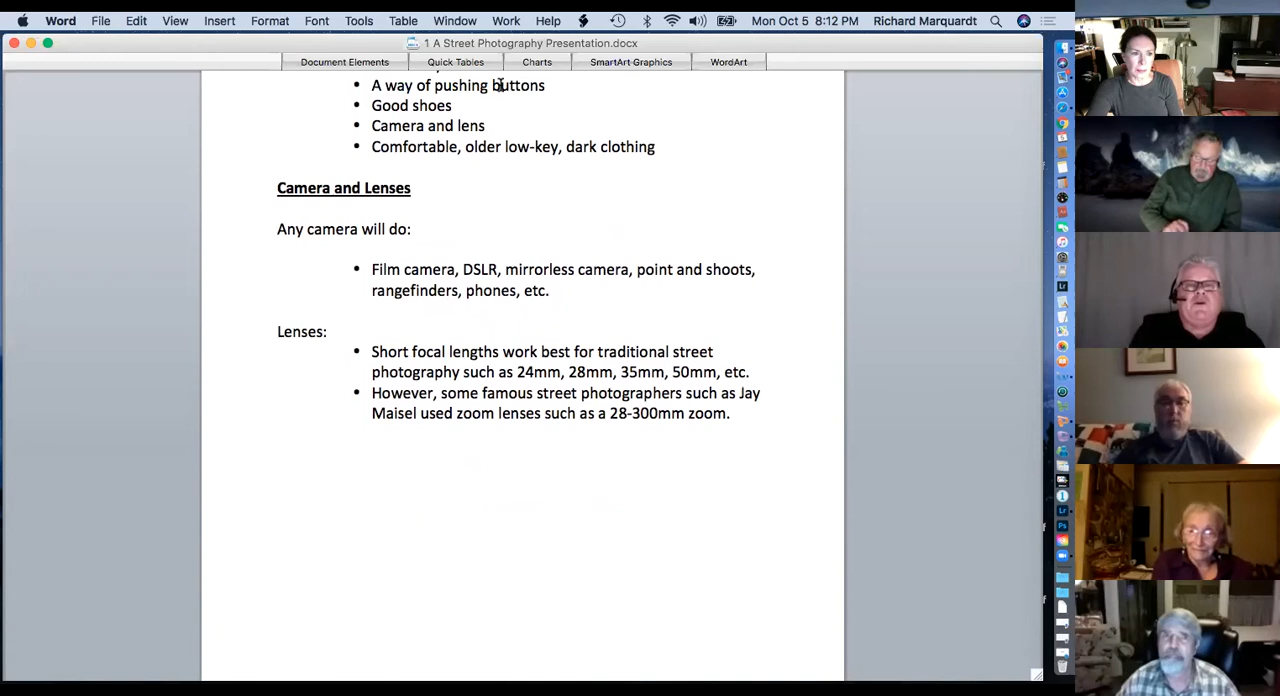 Word File Edit View Insert Format Font Tools Table Window Work Help Mon Oct 5 8:12 PM Richard Marquardt
1 A Street Photography Presentation.docx
Document Elements Quick Tables Charts SmartArt Graphics WordArt
• A way of pushing buttons
• Good shoes
• Camera and lens
• Comfortable, older low-key, dark clothing
Camera and Lenses
Any camera will do:
• Film camera, DSLR, mirrorless camera, point and shoots,
rangefinders, phones, etc.
Lenses:
• Short focal lengths work best for traditional street
photography such as 24mm, 28mm, 35mm, 50mm, etc.
• However, some famous street photographers such as Jay
Maisel used zoom lenses such as a 28-300mm zoom.
Lr
Lr
Ps